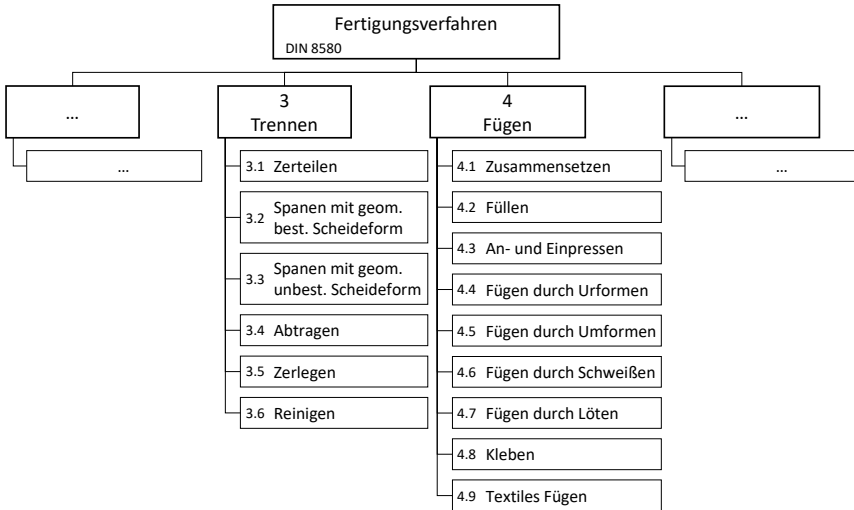 Fertigungsverfahren
DIN 8580
...
...
3
Trennen
3.1 Zerteilen
3.2 Spanen mit geom.
best. Scheideform
3.3 Spanen mit geom.
unbest. Scheideform
3.4 Abtragen
3.5 Zerlegen
3.6 Reinigen
4
Fügen
4.1 Zusammensetzen
4.2 Füllen
4.3 An- und Einpressen
4.4 Fügen durch Urformen
4.5 Fügen durch Umformen
4.6 Fügen durch Schweißen
4.7 Fügen durch Löten
4.8 Kleben
4.9 Textiles Fügen
...
...